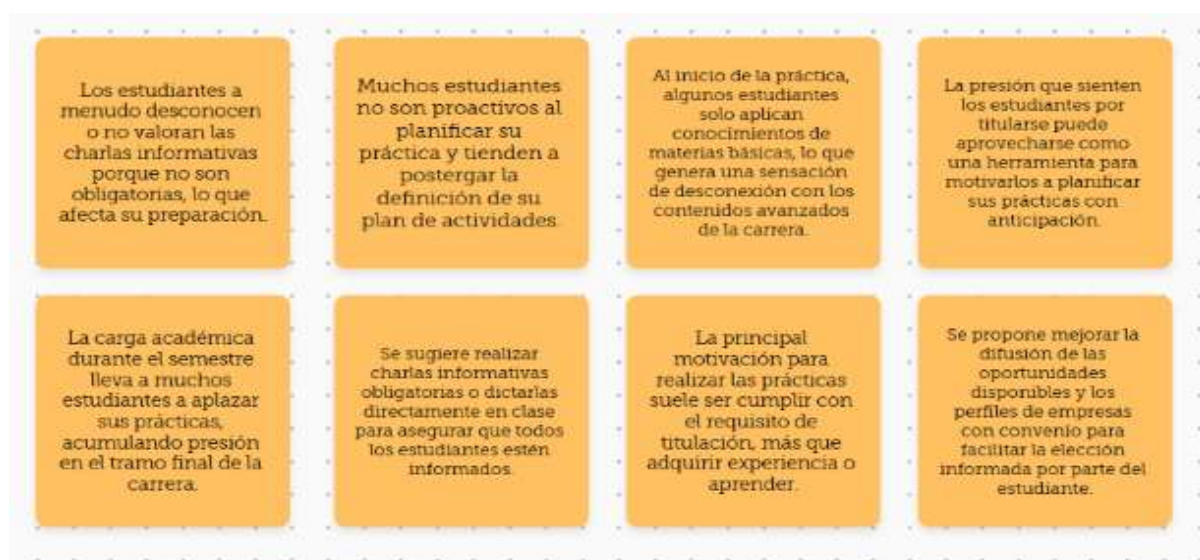 Los estudiantes a
menudo desconocen
o no valoran las
charlas informativas
porque no son
obligatorias, lo que
afecta su preparación.
Muchos estudiantes
no son proactivos al
planificar su
práctica y tienden a
postergar la
definición de su
plan de actividades.
Al inicio de la práctica,
algunos estudiantes
solo aplican
conocimientos de
materias básicas, lo que
genera una sensación
de desconexión con los
contenidos avanzados
de la carrera.
La presión que sienten
los estudiantes por
titularse puede
aprovecharse como
una herramienta para
motivarlos a planificar
sus prácticas con
anticipación.
La carga académica
durante el semestre
lleva a muchos
estudiantes a aplazar
sus prácticas,
acumulando presión
en el tramo final de la
carrera.
Se sugiere realizar
charlas informativas
obligatorias o dictarlas
directamente en clase
para asegurar que todos
los estudiantes estén
informados.
La principal
motivación para
realizar las prácticas
suele ser cumplir con
el requisito de
titulación, más que
adquirir experiencia o
aprender.
Se propone mejorar la
difusión de las
oportunidades
disponibles y los
perfiles de empresas
con convenio para
facilitar la elección
informada por parte del
estudiante.